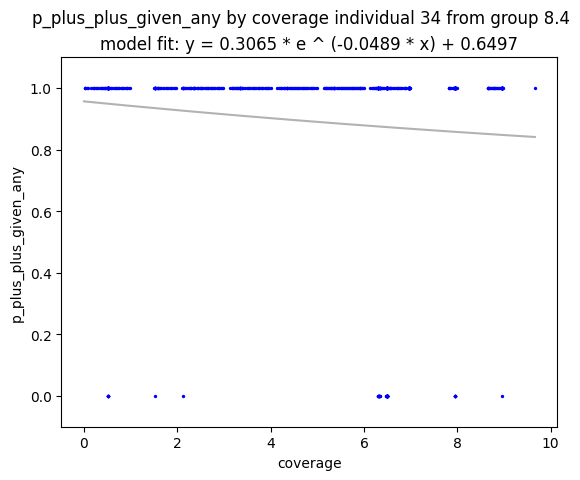 p_plus_plus_given_any by coverage individual 34 from group 8.4
model fit: y = 0.3065 * e ^ (-0.0489 * x) + 0.6497
1.0
0.8
0.6
0.4
0.2
0.0
p_plus_plus_given_any
0 2 4 6 8 10
coverage